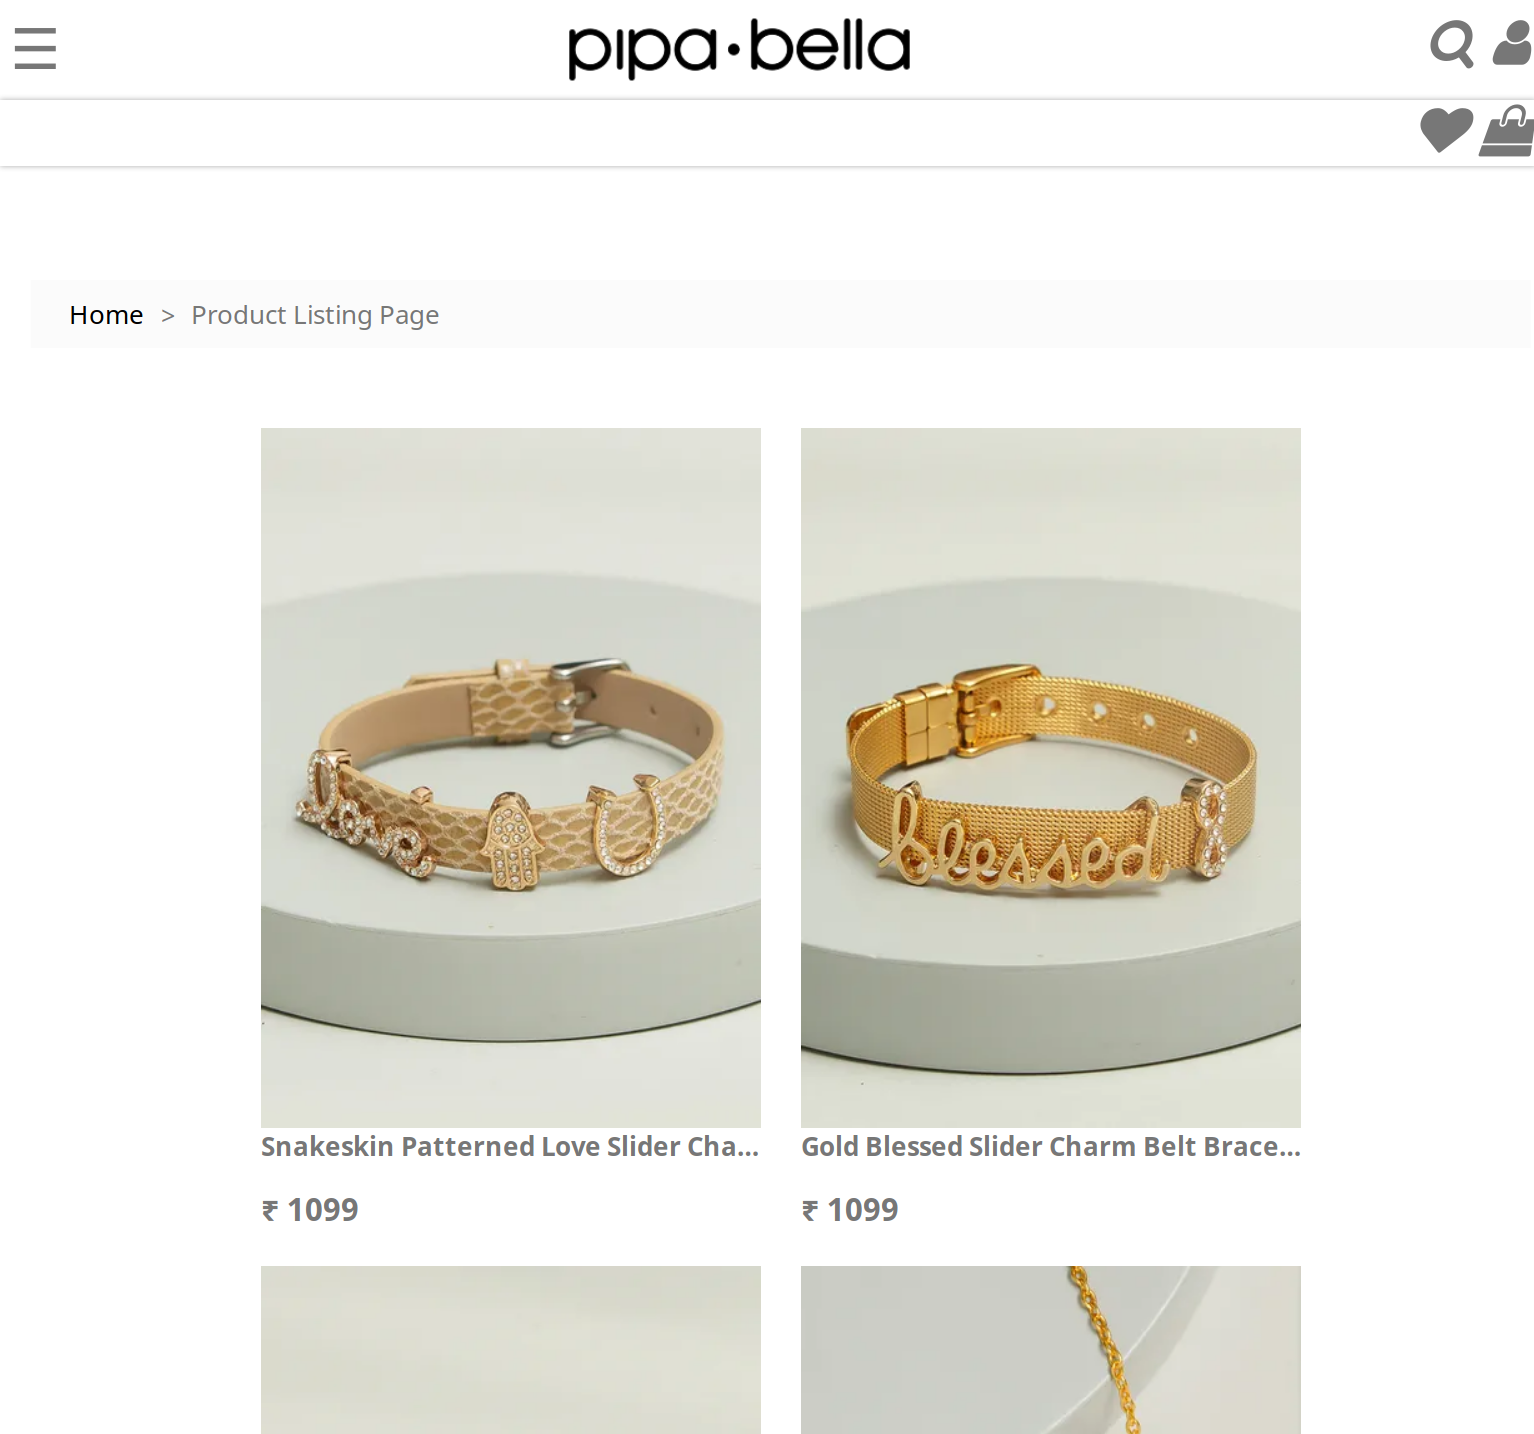 pipa·bella
Home > Product Listing Page
love
blessed
Snakeskin Patterned Love Slider Cha...
Gold Blessed Slider Charm Belt Brace...
₹ 1099
₹ 1099